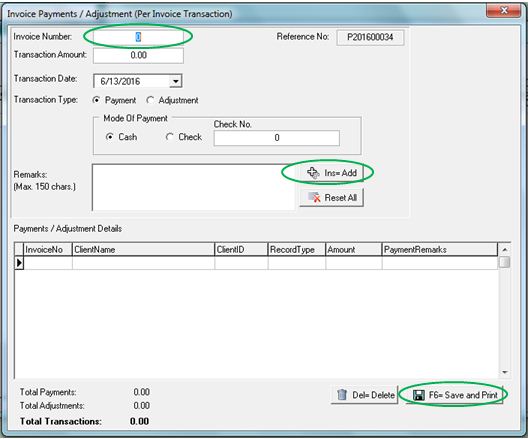 Invoice Payments / Adjustment (Per Invoice Transaction)
Invoice Number: 0 Reference No: P201600034
Transaction Amount: 0.00
Transaction Date: 6/13/2016
Transaction Type: Payment Adjustment
Mode Of Payment
Check No.
Cash Check 0
Remarks:
(Max. 150 chars.)
Ins= Add
Reset All
Payments / Adjustment Details
InvoiceNo ClientName ClientID RecordType Amount PaymentRemarks
Total Payments: 0.00
Del= Delete F6= Save and Print
Total Adjustments: 0.00
Total Transactions: 0.00